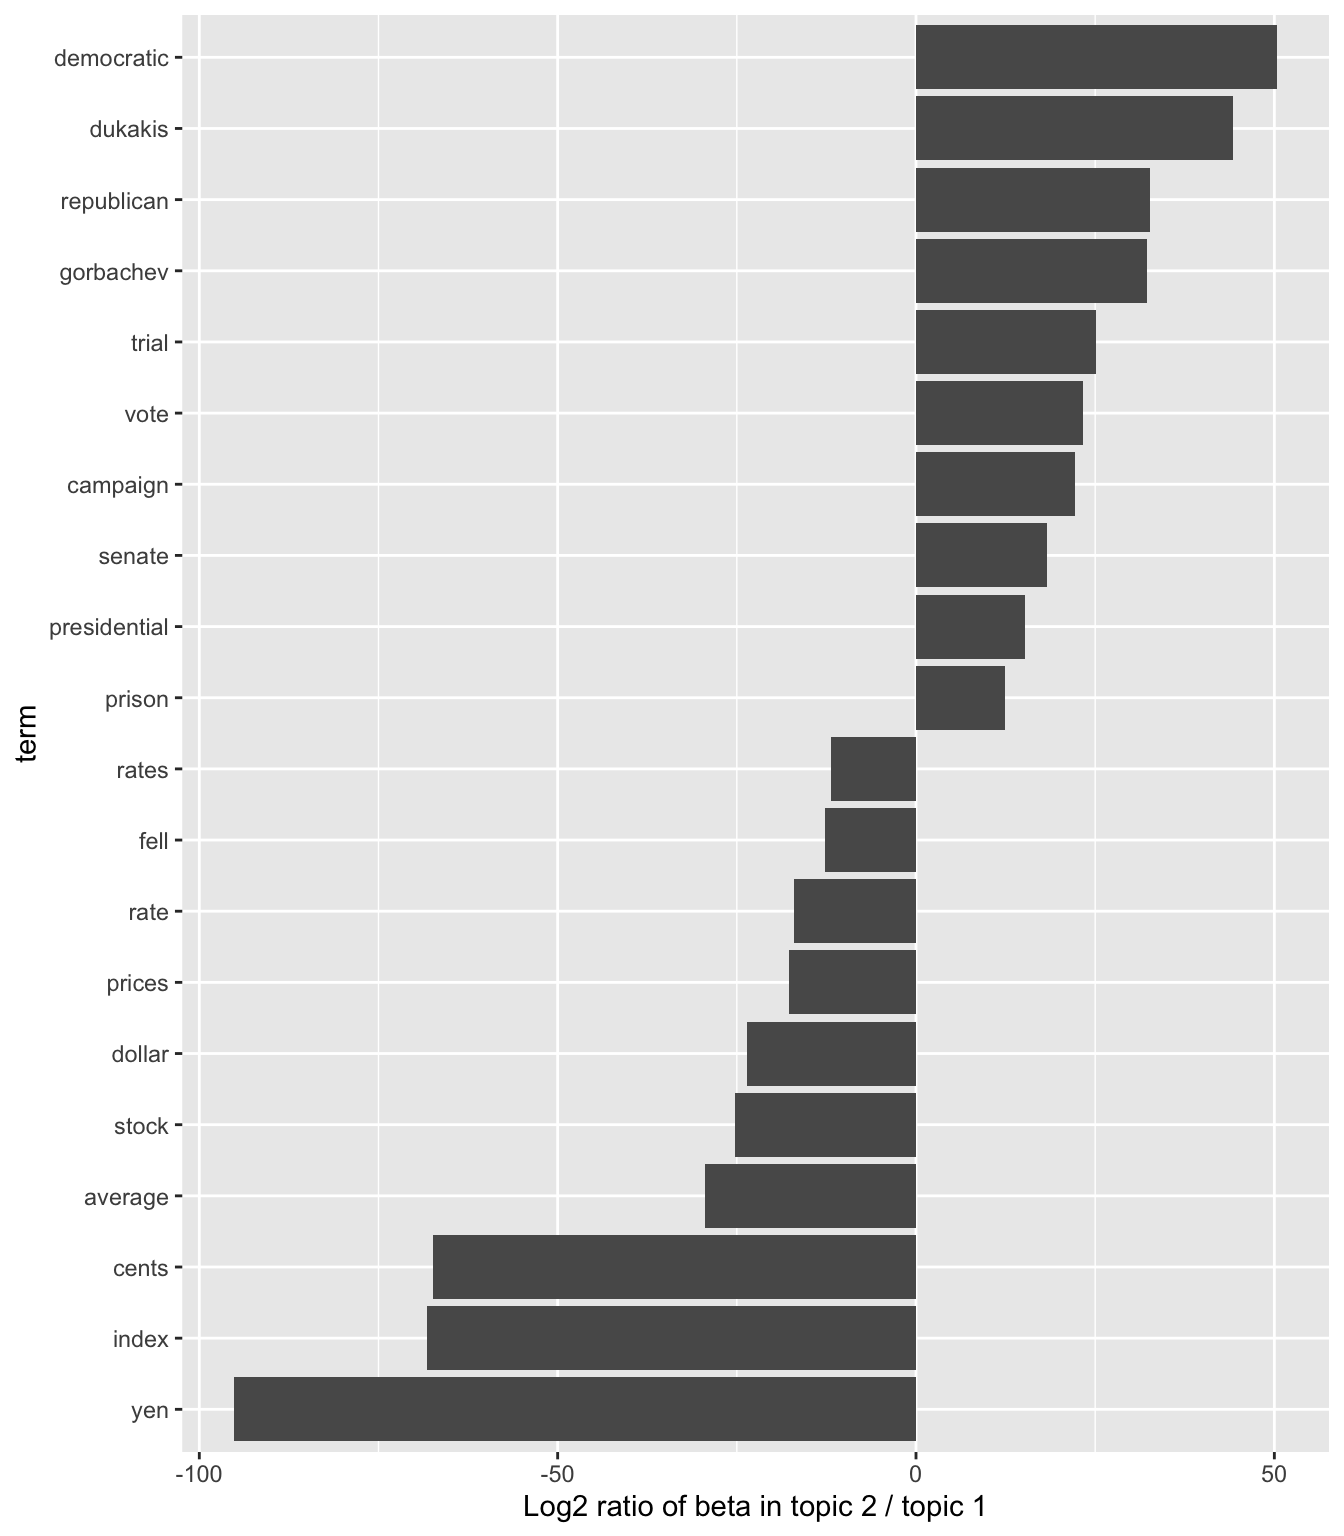 democratic
dukakis
republican
gorbachev
trial
vote
campaign
senate
presidential
prison
term
rates
fell
rate
prices
dollar
stock
average
cents
index
yen
-100 -50 0 50
Log2 ratio of beta in topic 2 / topic 1